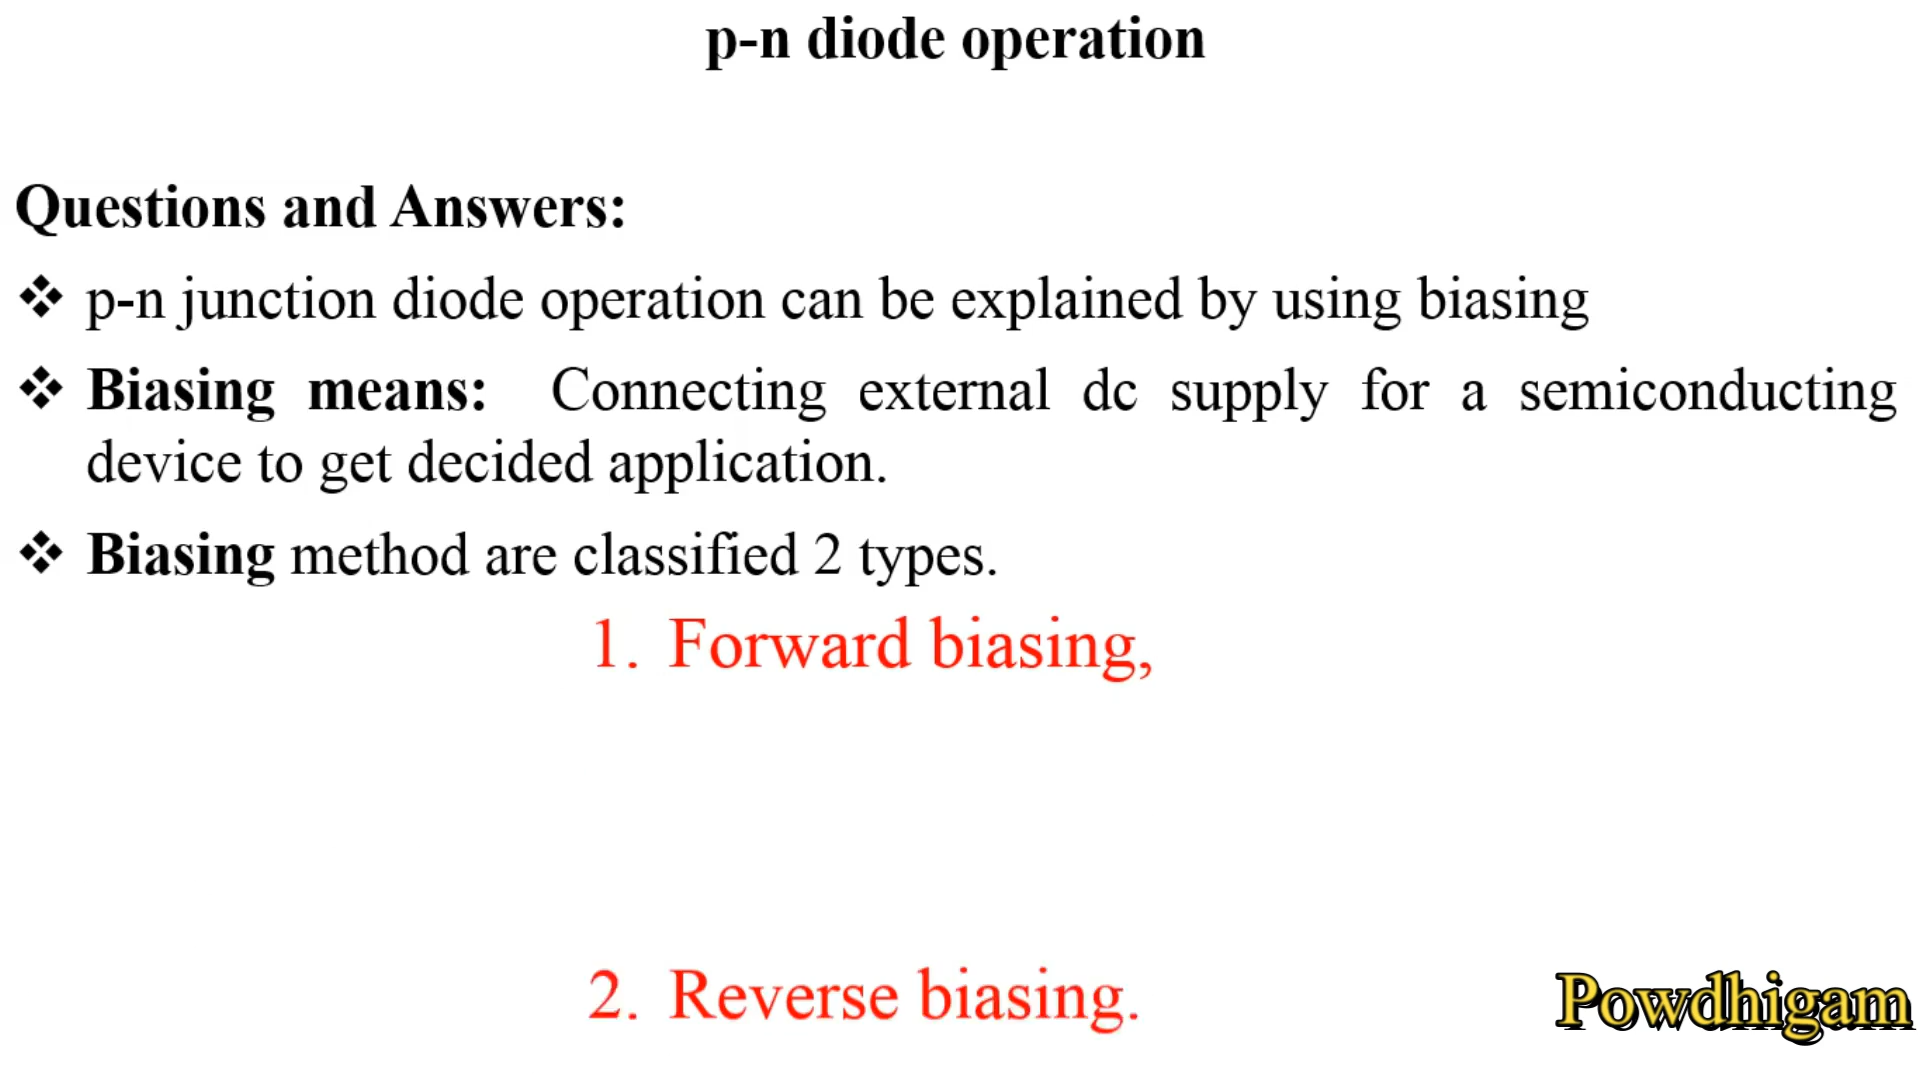 p-n diode operation
Questions and Answers:
❖ p-n junction diode operation can be explained by using biasing
❖ Biasing means: Connecting external dc supply for a semiconducting
device to get decided application.
❖ Biasing method are classified 2 types.
1. Forward biasing,
2. Reverse biasing.
Powdhigam